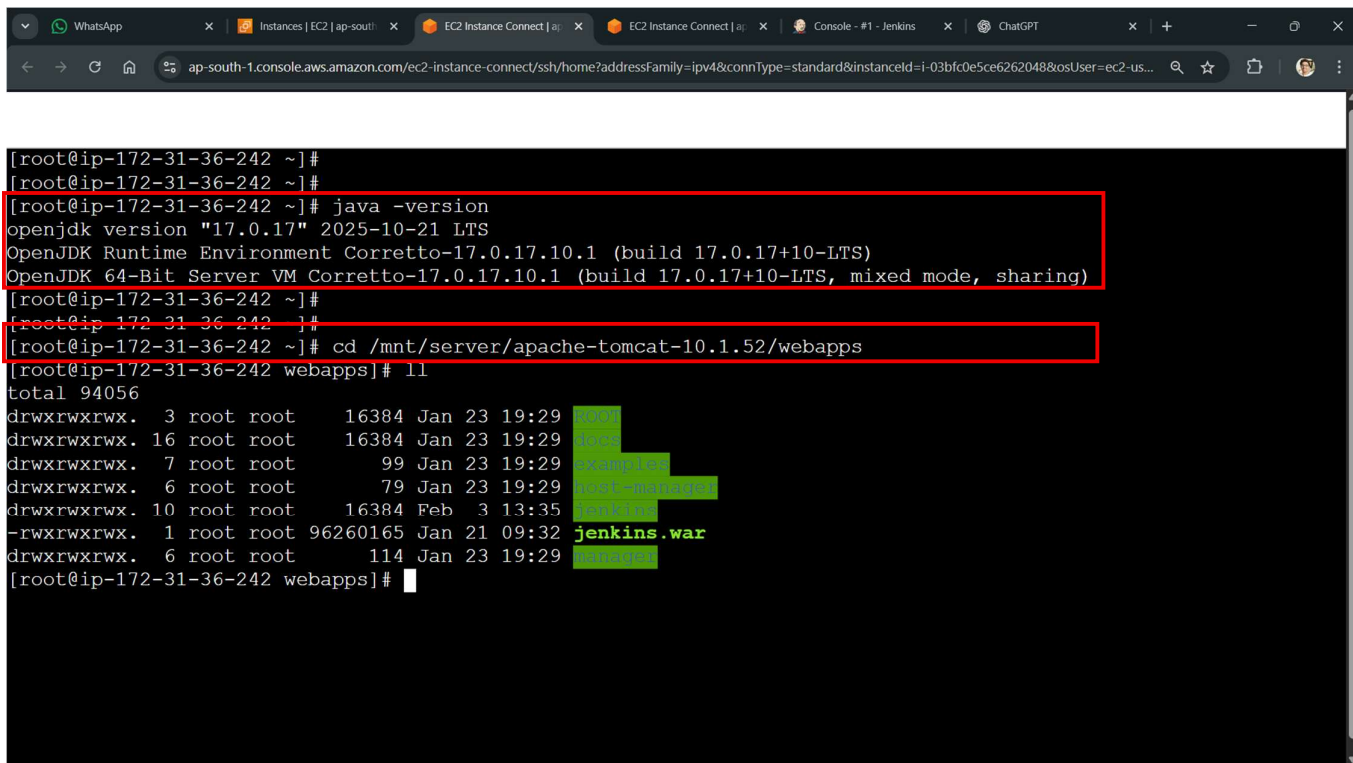 WhatsApp
Instances | EC2 | ap-south
EC2 Instance Connect | ap
EC2 Instance Connect | ap
Console - #1 - Jenkins
ChatGPT
ap-south-1.console.aws.amazon.com/ec2-instance-connect/ssh/home?addressFamily=ipv4&connType=standard&instanceId=i-03bfc0e5ce6262048&osUser=ec2-us...
[root@ip-172-31-36-242 ~]#
[root@ip-172-31-36-242 ~]#
[root@ip-172-31-36-242 ~]# java -version
openjdk version "17.0.17" 2025-10-21 LTS
OpenJDK Runtime Environment Corretto-17.0.17.10.1 (build 17.0.17+10-LTS)
OpenJDK 64-Bit Server VM Corretto-17.0.17.10.1 (build 17.0.17+10-LTS, mixed mode, sharing)
[root@ip-172-31-36-242 ~]#
[root@ip-172-31-36-242 ~]#
[root@ip-172-31-36-242 ~]# cd /mnt/server/apache-tomcat-10.1.52/webapps
[root@ip-172-31-36-242 webapps]# ll
total 94056
drwxrwxrwx. 3 root root 16384 Jan 23 19:29 ROOT
drwxrwxrwx. 16 root root 16384 Jan 23 19:29 docs
drwxrwxrwx. 7 root root 99 Jan 23 19:29 examples
drwxrwxrwx. 6 root root 79 Jan 23 19:29 host-manager
drwxrwxrwx. 10 root root 16384 Feb 3 13:35 jenkins
-rwxrwxrwx. 1 root root 96260165 Jan 21 09:32 jenkins.war
drwxrwxrwx. 6 root root 114 Jan 23 19:29 manager
[root@ip-172-31-36-242 webapps]#